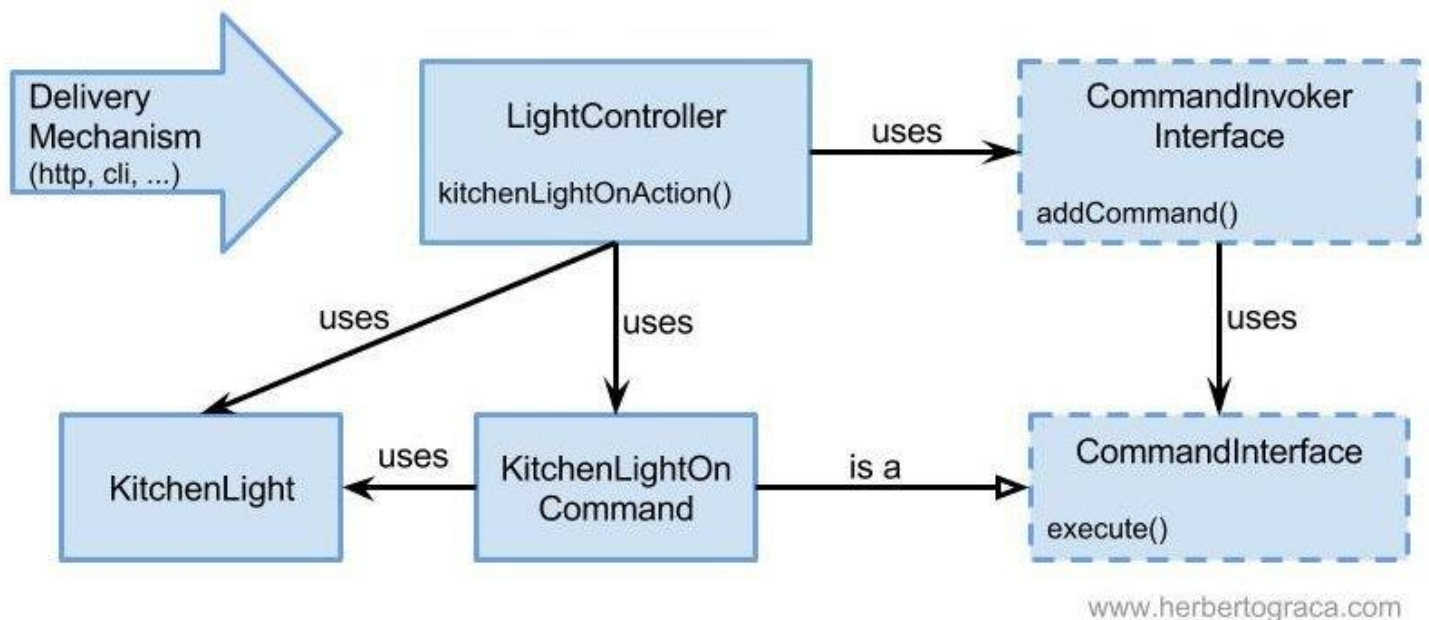 Delivery
Mechanism
(http, cli, ...)
LightController
kitchenLightOnAction()
uses
CommandInvoker
Interface
addCommand()
uses
uses
uses
KitchenLight
uses
KitchenLightOn
Command
is a
CommandInterface
execute()
www.herbertograca.com